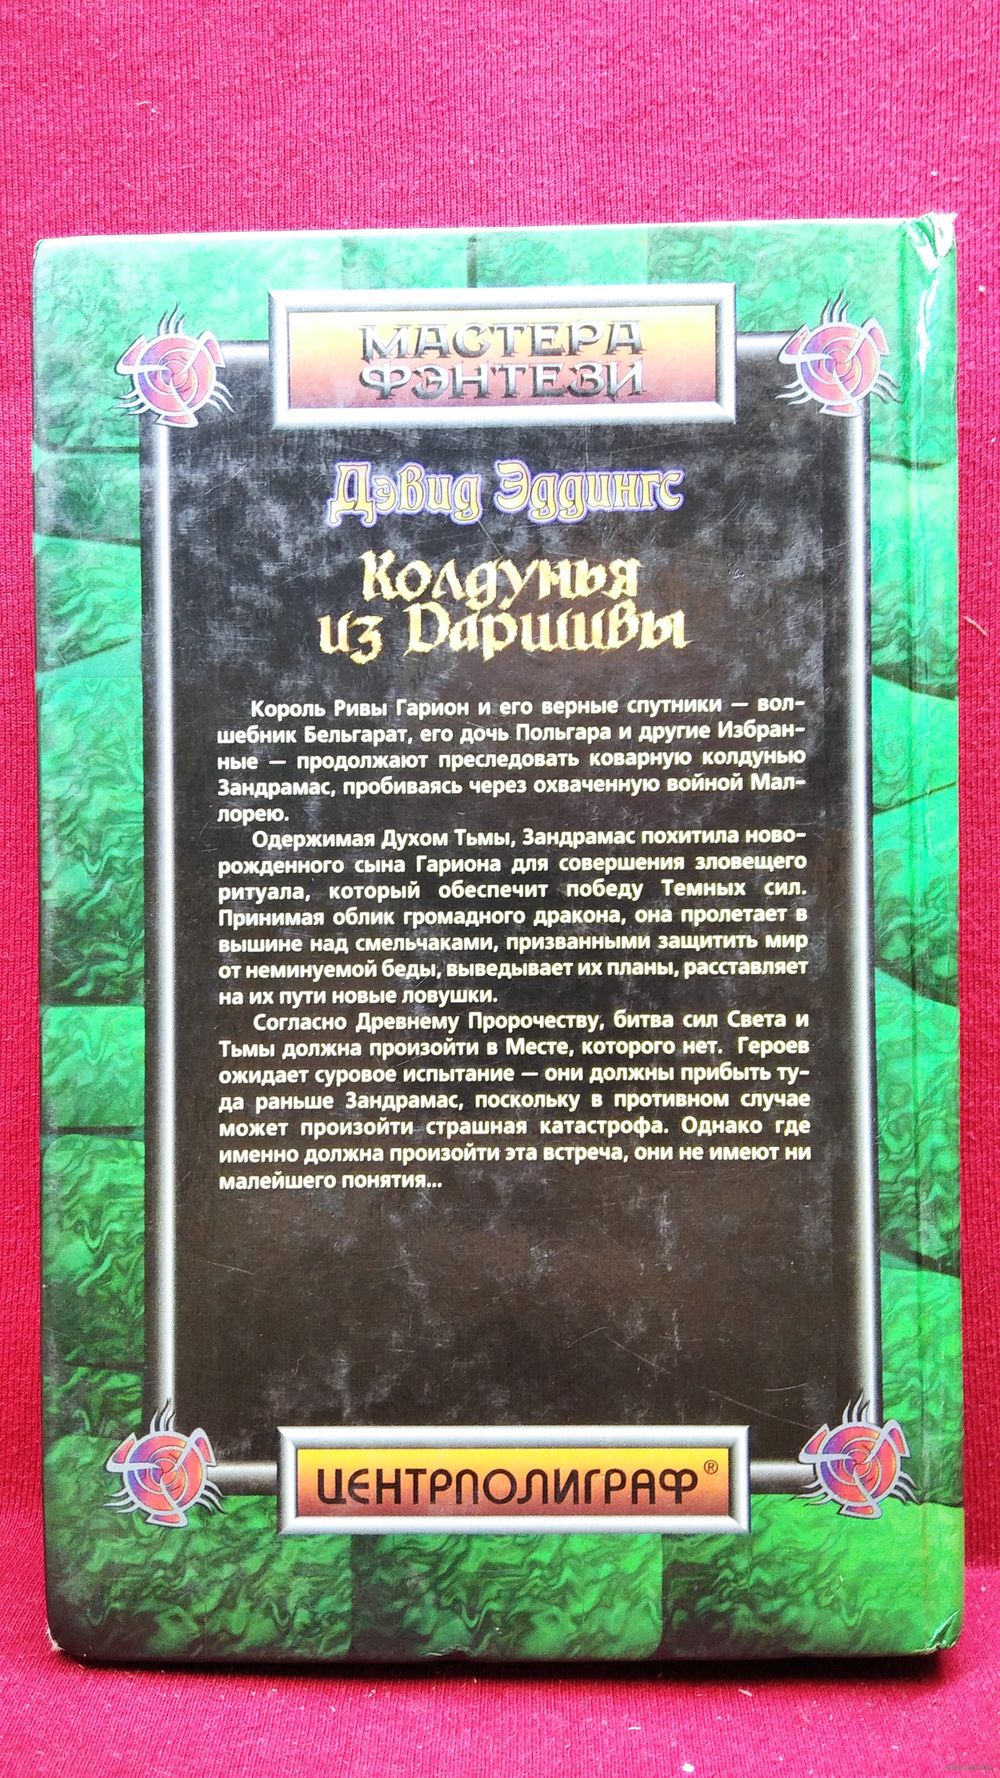 МАСТЕРА
ФЭНТЕЗИ
Дэвид Эддингс
Колдунья
из Даршивы
Король Ривы Гарион и его верные спутники — вол-
шебник Бельгарат, его дочь Польгара и другие Избран-
ные — продолжают преследовать коварную колдунью
Зандрамас, пробиваясь через охваченную войной Мал-
лорею.
Одержимая Духом Тьмы, Зандрамас похитила ново-
рожденного сына Гариона для совершения зловещего
ритуала, который обеспечит победу Темных сил.
Принимая облик громадного дракона, она пролетает в
вышине над смельчаками, призванными защитить мир
от неминуемой беды, выведывает их планы, расставляет
на их пути новые ловушки.
Согласно Древнему Пророчеству, битва сил Света и
Тьмы должна произойти в Месте, которого нет. Героев
ожидает суровое испытание — они должны прибыть ту-
да раньше Зандрамас, поскольку в противном случае
может произойти страшная катастрофа. Однако где
именно должна произойти эта встреча, они не имеют ни
малейшего понятия...
ЦЕНТРПОЛИГРАФ®